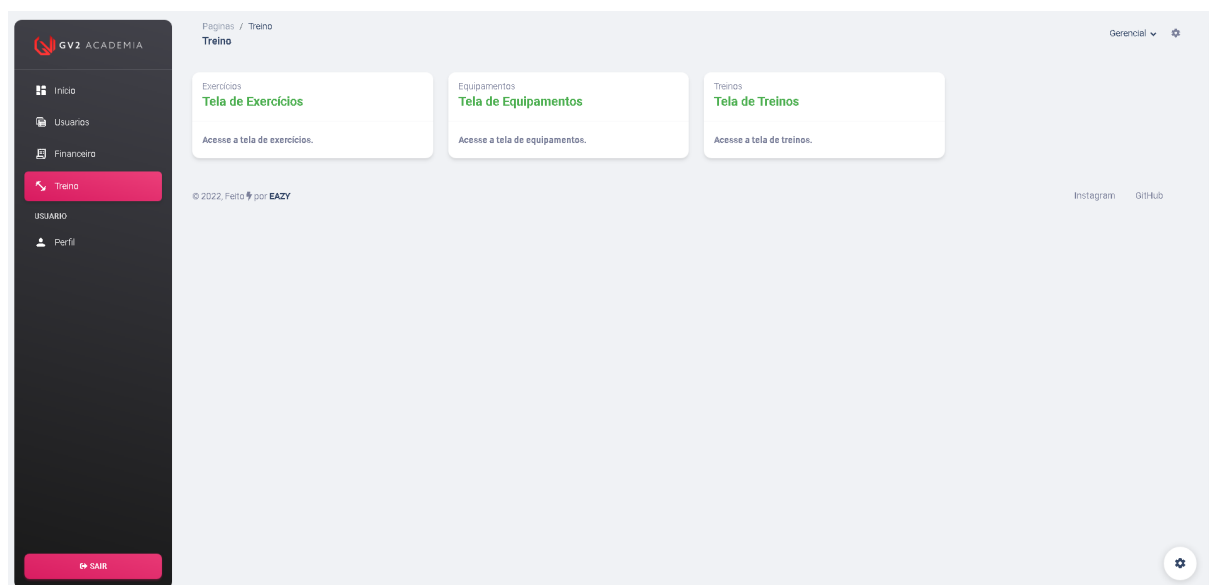 GV2 ACADEMIA
Início
Usuarios
Financeiro
Treino
USUARIO
Perfil
SAIR
Paginas / Treino
Treino
Gerencial
Exercícios
Tela de Exercícios
Acesse a tela de exercícios.
Equipamentos
Tela de Equipamentos
Acesse a tela de equipamentos.
Treinos
Tela de Treinos
Acesse a tela de treinos.
© 2022, Feito por EAZY
Instagram
GitHub